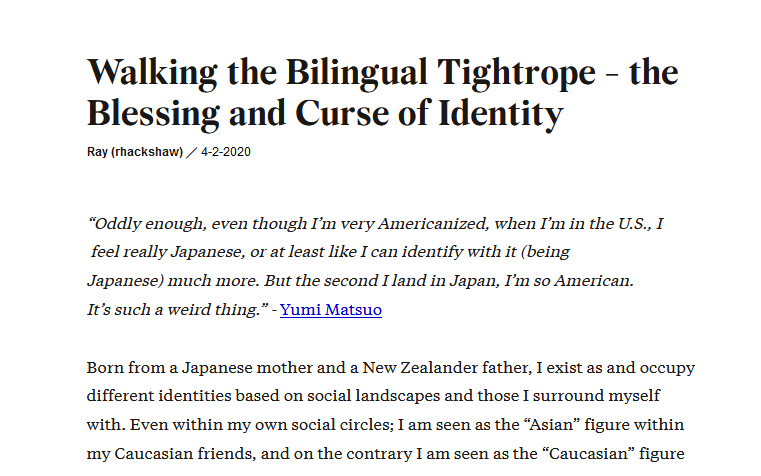 Walking the Bilingual Tightrope – the
Blessing and Curse of Identity
Ray (rhackshaw) ⁄ 4-2-2020
“Oddly enough, even though I’m very Americanized, when I’m in the U.S., I
feel really Japanese, or at least like I can identify with it (being
Japanese) much more. But the second I land in Japan, I’m so American.
It’s such a weird thing.” - Yumi Matsuo
Born from a Japanese mother and a New Zealander father, I exist as and occupy
different identities based on social landscapes and those I surround myself
with. Even within my own social circles; I am seen as the “Asian” figure within
my Caucasian friends, and on the contrary I am seen as the “Caucasian” figure